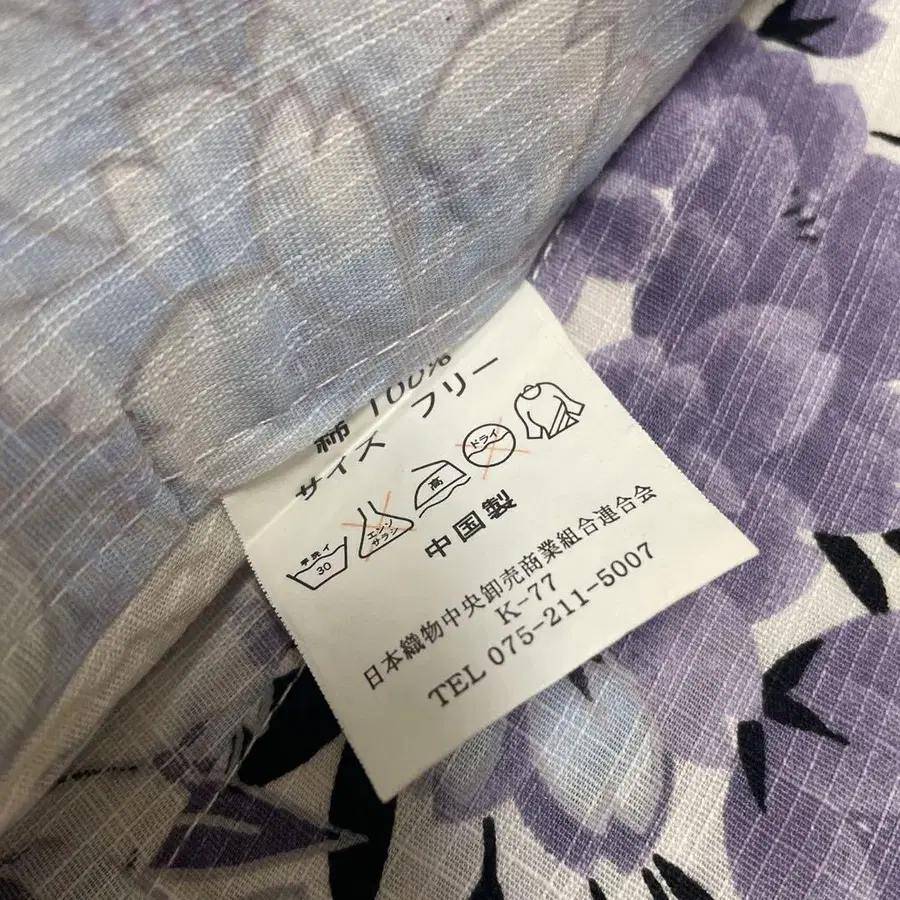 綿 100%
サイズ フリー
手洗イ
30
エンソ
サラシ
高
ドライ
中国製
日本織物中央卸売商業組合連合会
K-77
TEL 075-211-5007